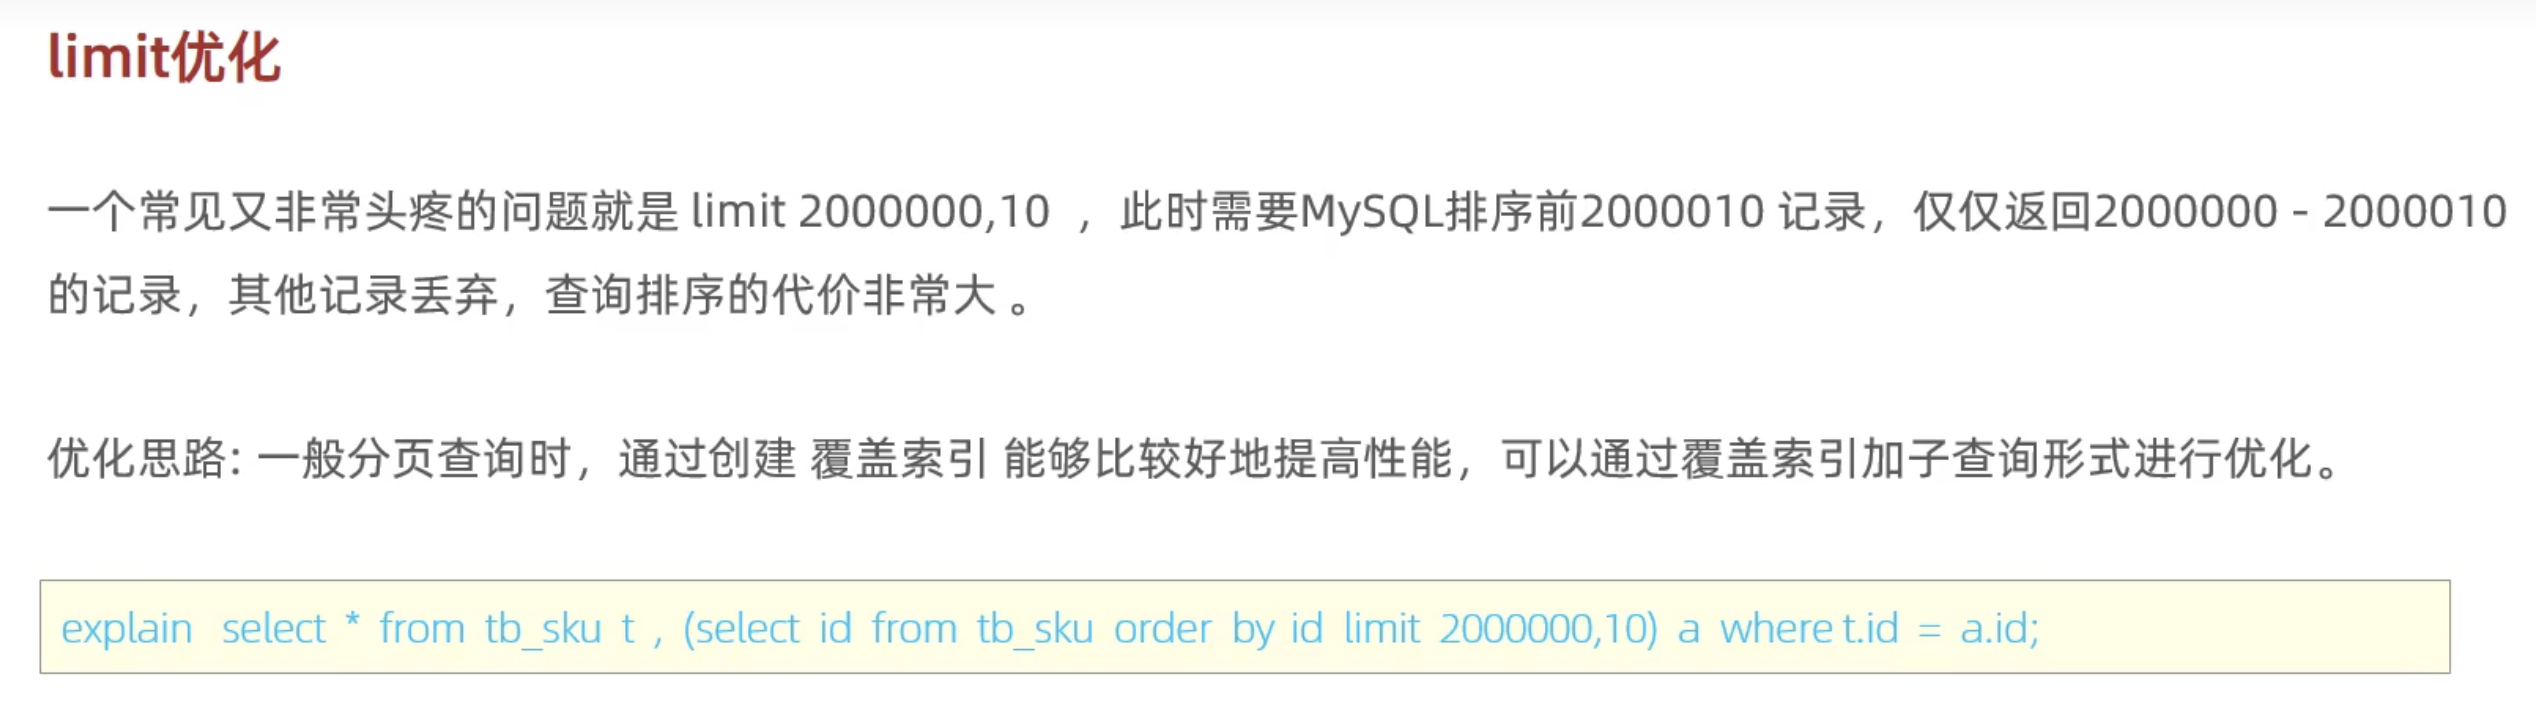 limit优化
一个常见又非常头疼的问题就是 limit 2000000,10 ，此时需要MySQL排序前2000010 记录，仅仅返回2000000 - 2000010
的记录，其他记录丢弃，查询排序的代价非常大 。
优化思路: 一般分页查询时，通过创建 覆盖索引 能够比较好地提高性能，可以通过覆盖索引加子查询形式进行优化。
explain select * from tb_sku t , (select id from tb_sku order by id limit 2000000,10) a where t.id = a.id;